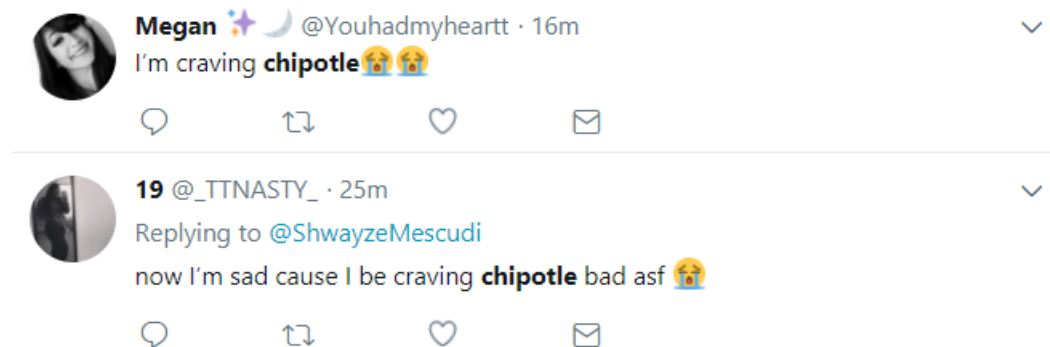 Megan ✨🌙 @Youhadmyheartt · 16m
I'm craving chipotle😭😭
19 @_TTNASTY_ · 25m
Replying to @ShwayzeMescudi
now I'm sad cause I be craving chipotle bad asf 😭